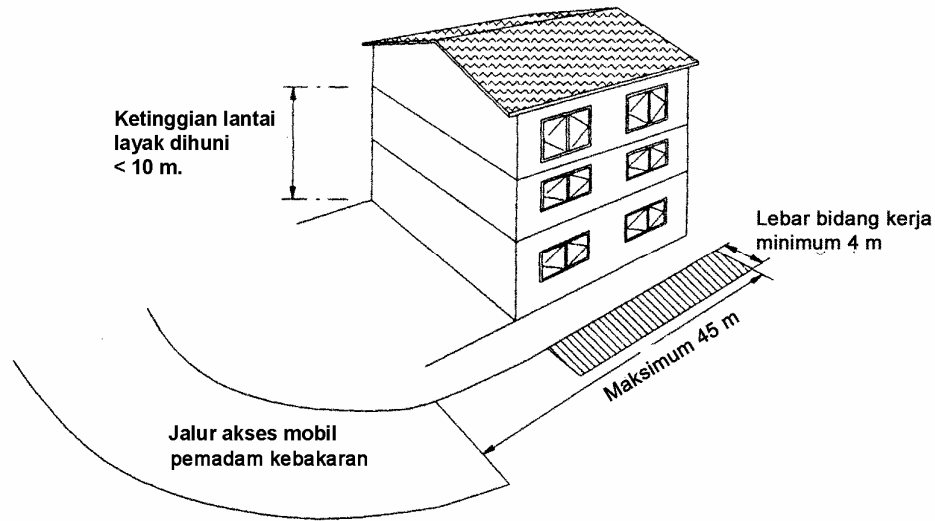 Ketinggian lantai
layak dihuni
< 10 m.
Lebar bidang kerja
minimum 4 m
Maksimum 45 m
Jalur akses mobil
pemadam kebakaran